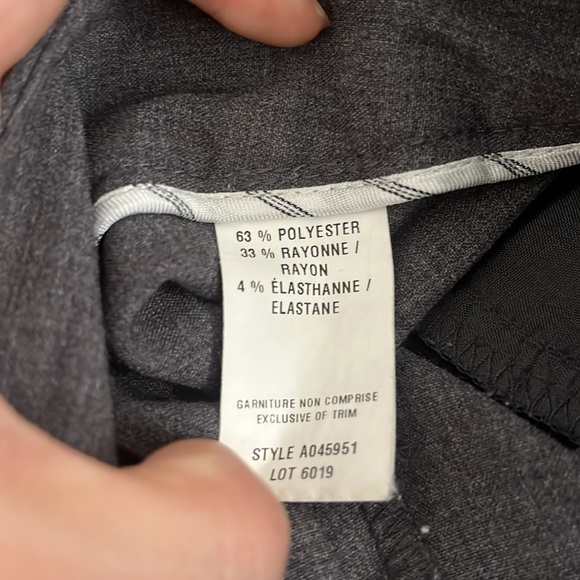 63 % POLYESTER
33 % RAYONNE /
RAYON
4 % ÉLASTHANNE /
ELASTANE
GARNITURE NON COMPRISE
EXCLUSIVE OF TRIM
STYLE A045951
LOT 6019